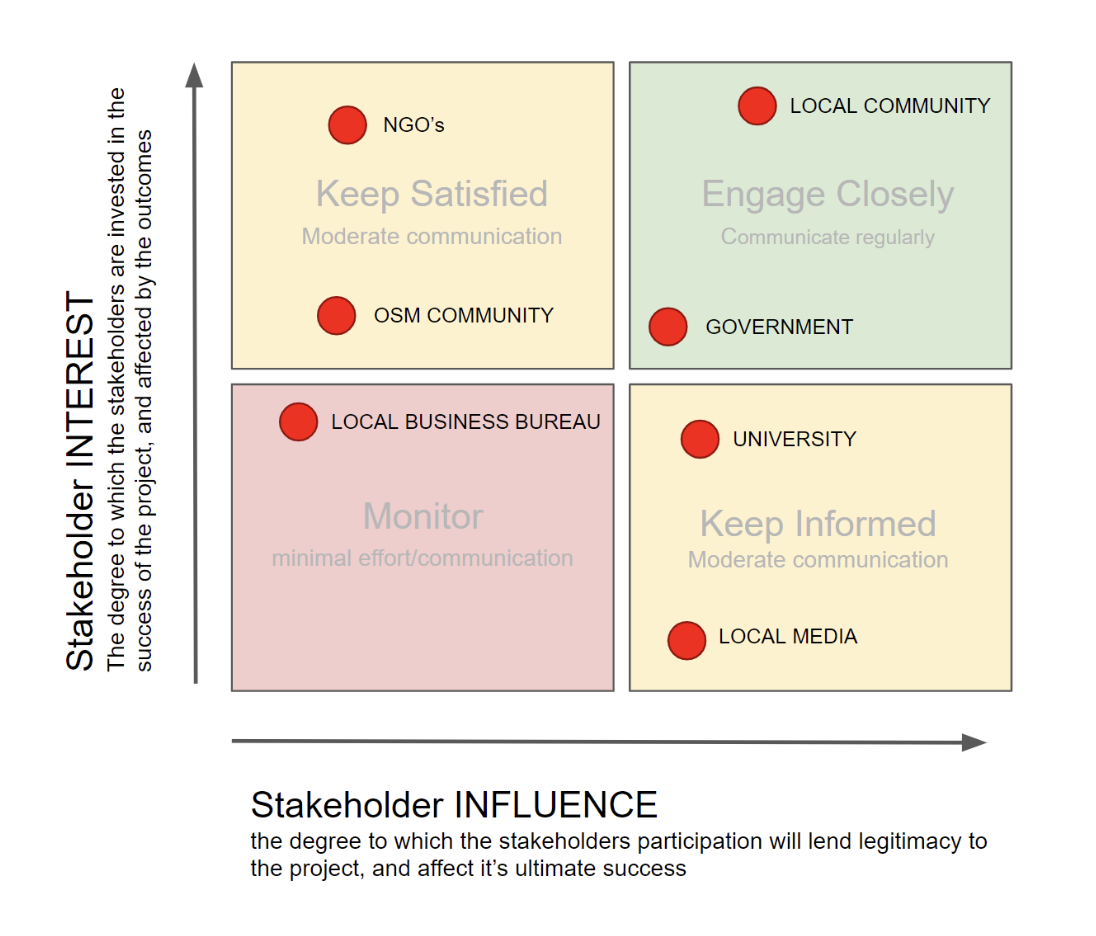 Stakeholder INTEREST
The degree to which the stakeholders are invested in the
success of the project, and affected by the outcomes
NGO's
Keep Satisfied
Moderate communication
OSM COMMUNITY
LOCAL COMMUNITY
Engage Closely
Communicate regularly
GOVERNMENT
LOCAL BUSINESS BUREAU
Monitor
minimal effort/communication
UNIVERSITY
Keep Informed
Moderate communication
LOCAL MEDIA
Stakeholder INFLUENCE
the degree to which the stakeholders participation will lend legitimacy to
the project, and affect it's ultimate success